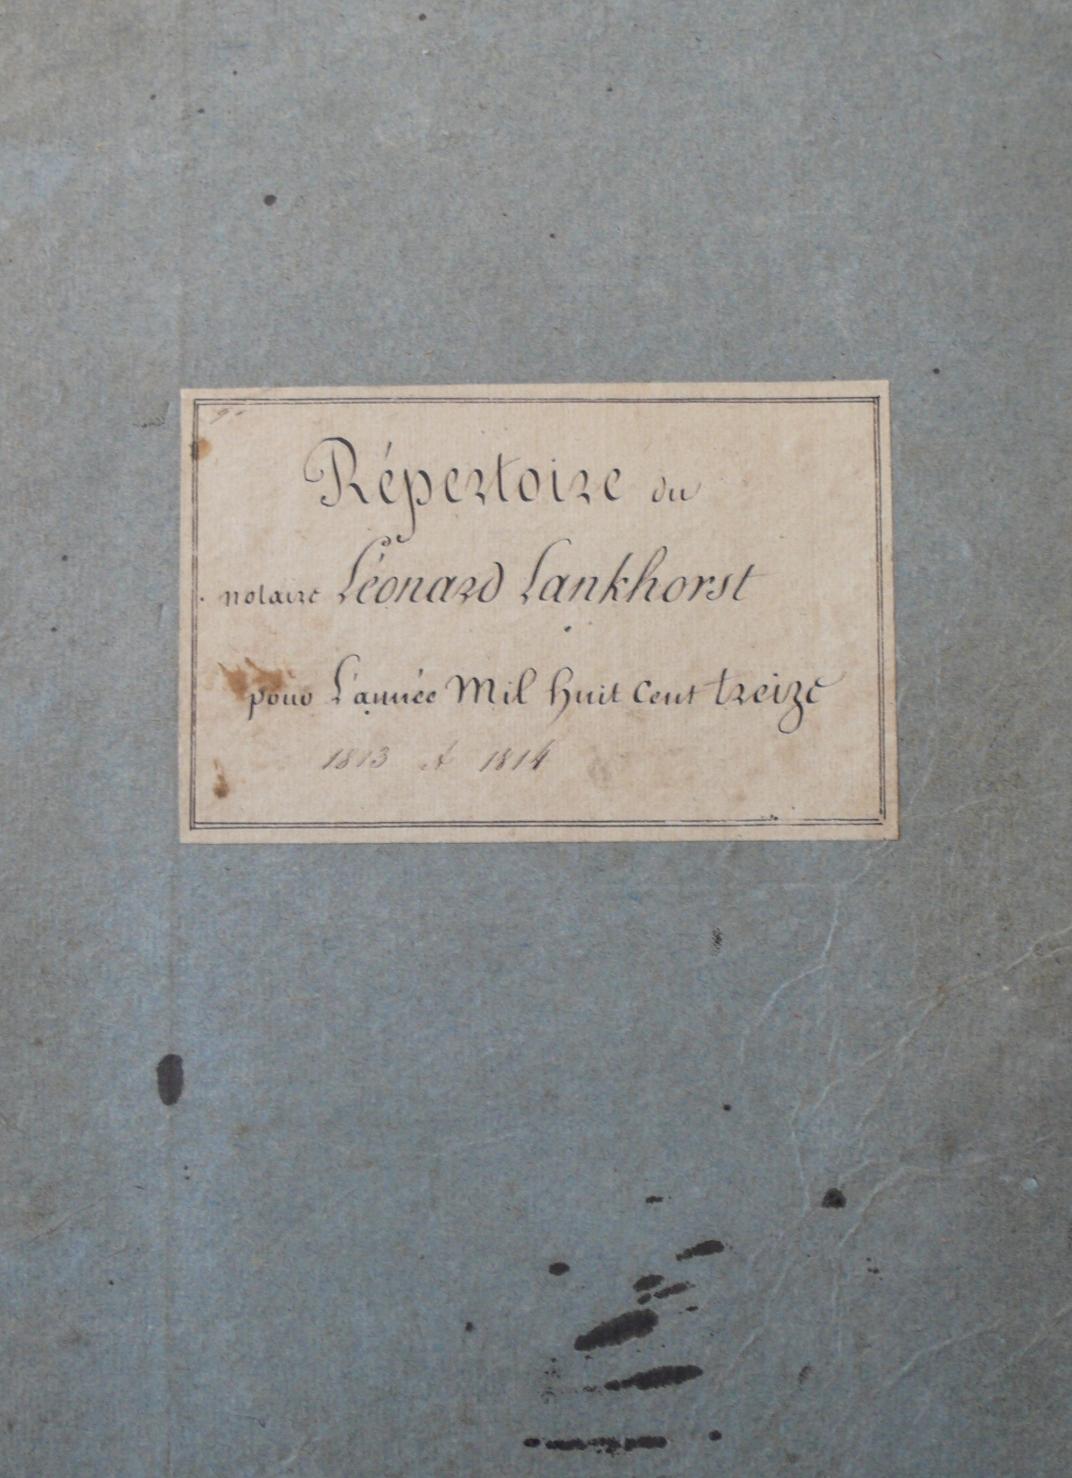 Répertoire du
notaire Léonard Lankhorst
pour L'année Mil huit Cent treize
1813 & 1814